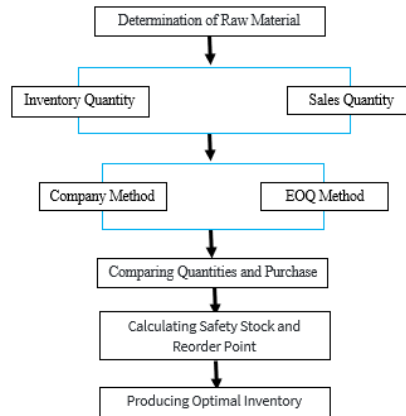 Determination of Raw Material
Inventory Quantity
Sales Quantity
Company Method
EOQ Method
Comparing Quantities and Purchase
Calculating Safety Stock and
Reorder Point
Producing Optimal Inventory